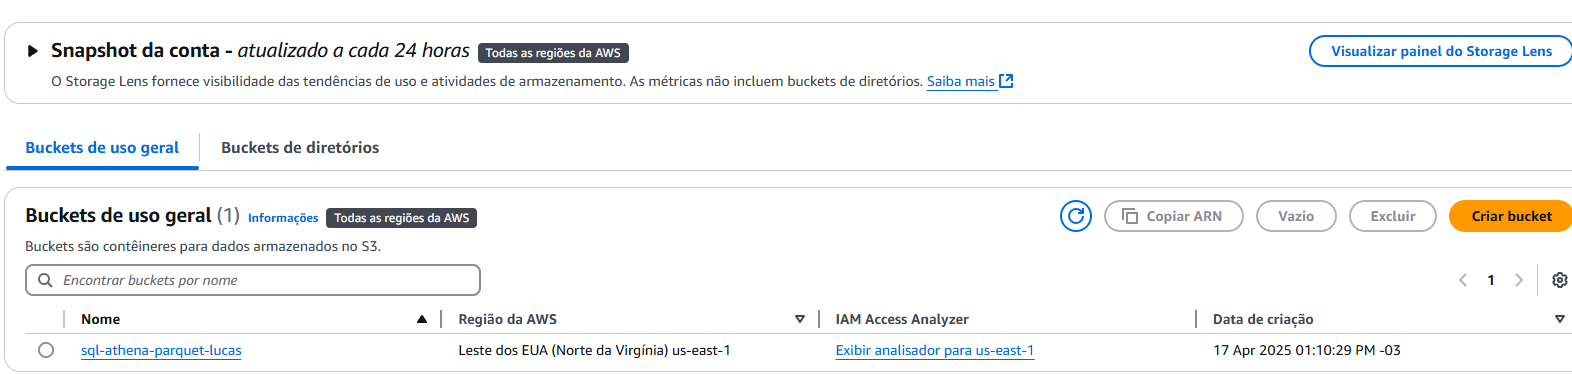 Snapshot da conta - atualizado a cada 24 horas Todas as regiões da AWS
Visualizar painel do Storage Lens
O Storage Lens fornece visibilidade das tendências de uso e atividades de armazenamento. As métricas não incluem buckets de diretórios. Saiba mais
Buckets de uso geral Buckets de diretórios
Buckets de uso geral (1) Informações Todas as regiões da AWS
Copiar ARN Vazio Excluir Criar bucket
Buckets são contêineres para dados armazenados no S3.
Encontrar buckets por nome
1
Nome Região da AWS IAM Access Analyzer Data de criação
sql-athena-parquet-lucas Leste dos EUA (Norte da Virgínia) us-east-1 Exibir analisador para us-east-1 17 Apr 2025 01:10:29 PM -03